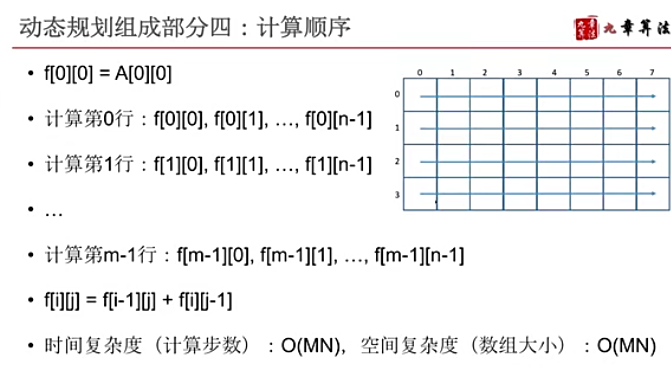 动态规划组成部分四：计算顺序
九章算法
• f[0][0] = A[0][0]
• 计算第0行：f[0][0], f[0][1], …, f[0][n-1]
• 计算第1行：f[1][0], f[1][1], …, f[1][n-1]
• …
• 计算第m-1行：f[m-1][0], f[m-1][1], …, f[m-1][n-1]
• f[i][j] = f[i-1][j] + f[i][j-1]
• 时间复杂度（计算步数）：O(MN)，空间复杂度（数组大小）：O(MN)
0 1 2 3 4 5 6 7
0
1
2
3